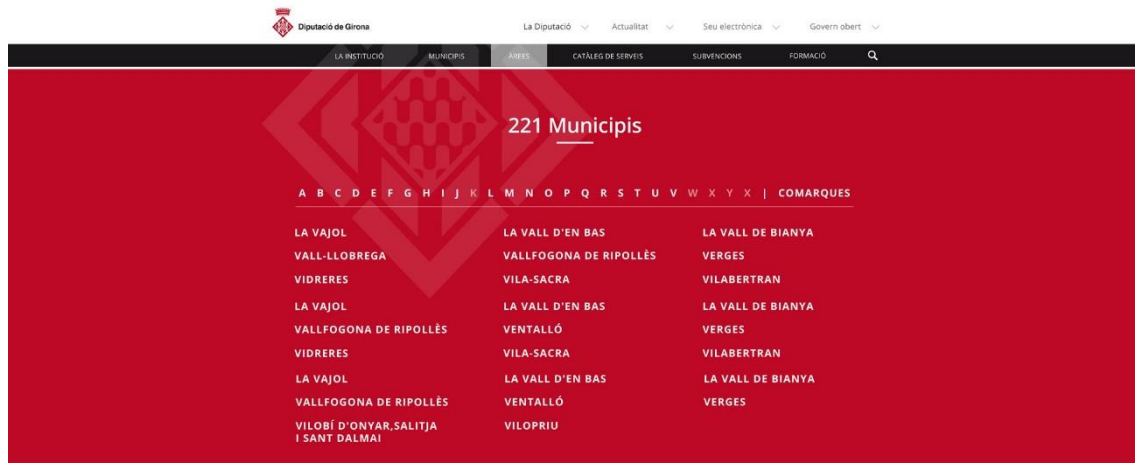 Diputació de Girona
La Diputació Actualitat Seu electrònica Govern obert
LA INSTITUCIÓ MUNICIPIS ÀREES CATÀLEG DE SERVEIS SUBVENCIONS FORMACIÓ
221 Municipis
A B C D E F G H I J K L M N O P Q R S T U V W X Y X | COMARQUES
LA VAJOL LA VALL D'EN BAS LA VALL DE BIANYA
VALL-LLOBREGA VALLFOGONA DE RIPOLLÈS VERGES
VIDRERES VILA-SACRA VILABERTRAN
LA VAJOL LA VALL D'EN BAS LA VALL DE BIANYA
VALLFOGONA DE RIPOLLÈS VENTALLÓ VERGES
VIDRERES VILA-SACRA VILABERTRAN
LA VAJOL LA VALL D'EN BAS LA VALL DE BIANYA
VALLFOGONA DE RIPOLLÈS VENTALLÓ VERGES
VILOBÍ D'ONYAR,SALITJA VILOPRIU
I SANT DALMAI